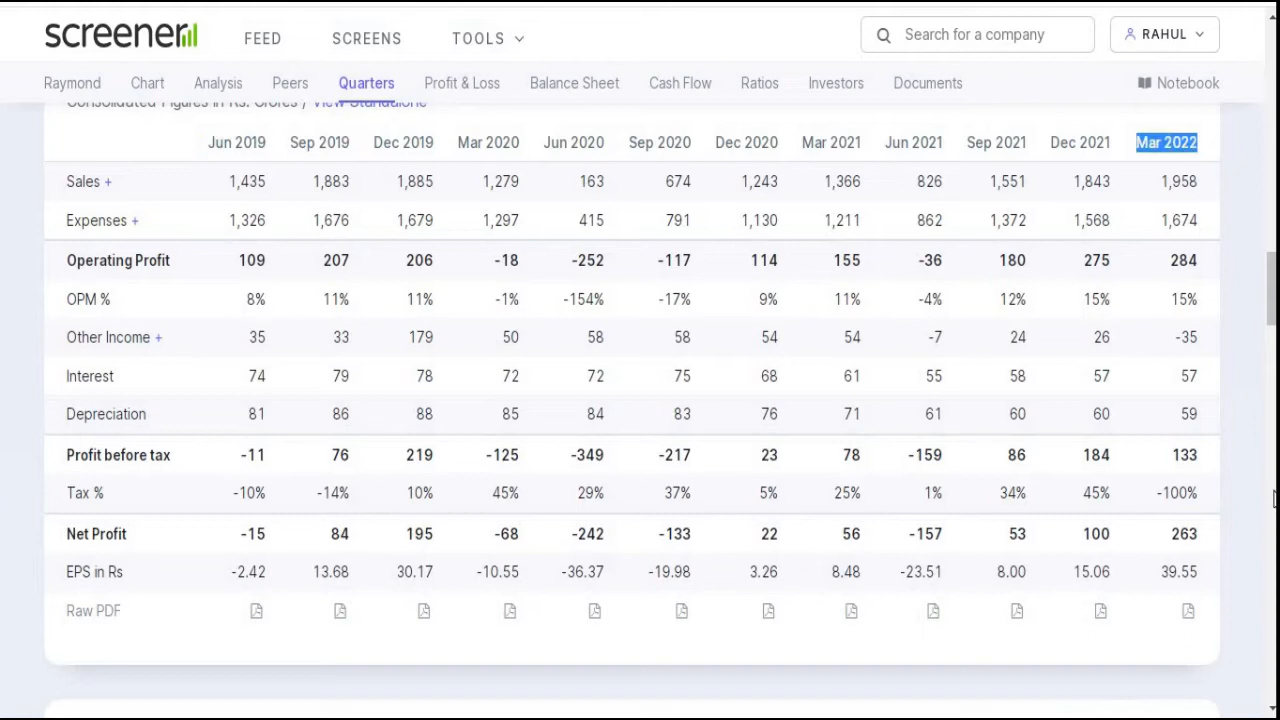 screener FEED SCREENS TOOLS Search for a company RAHUL
Raymond Chart Analysis Peers Quarters Profit & Loss Balance Sheet Cash Flow Ratios Investors Documents Notebook
Consolidated Figures in Rs. Crores / View Standalone
Jun 2019 Sep 2019 Dec 2019 Mar 2020 Jun 2020 Sep 2020 Dec 2020 Mar 2021 Jun 2021 Sep 2021 Dec 2021 Mar 2022
Sales + 1,435 1,883 1,885 1,279 163 674 1,243 1,366 826 1,551 1,843 1,958
Expenses + 1,326 1,676 1,679 1,297 415 791 1,130 1,211 862 1,372 1,568 1,674
Operating Profit 109 207 206 -18 -252 -117 114 155 -36 180 275 284
OPM % 8% 11% 11% -1% -154% -17% 9% 11% -4% 12% 15% 15%
Other Income + 35 33 179 50 58 58 54 54 -7 24 26 -35
Interest 74 79 78 72 72 75 68 61 55 58 57 57
Depreciation 81 86 88 85 84 83 76 71 61 60 60 59
Profit before tax -11 76 219 -125 -349 -217 23 78 -159 86 184 133
Tax % -10% -14% 10% 45% 29% 37% 5% 25% 1% 34% 45% -100%
Net Profit -15 84 195 -68 -242 -133 22 56 -157 53 100 263
EPS in Rs -2.42 13.68 30.17 -10.55 -36.37 -19.98 3.26 8.48 -23.51 8.00 15.06 39.55
Raw PDF